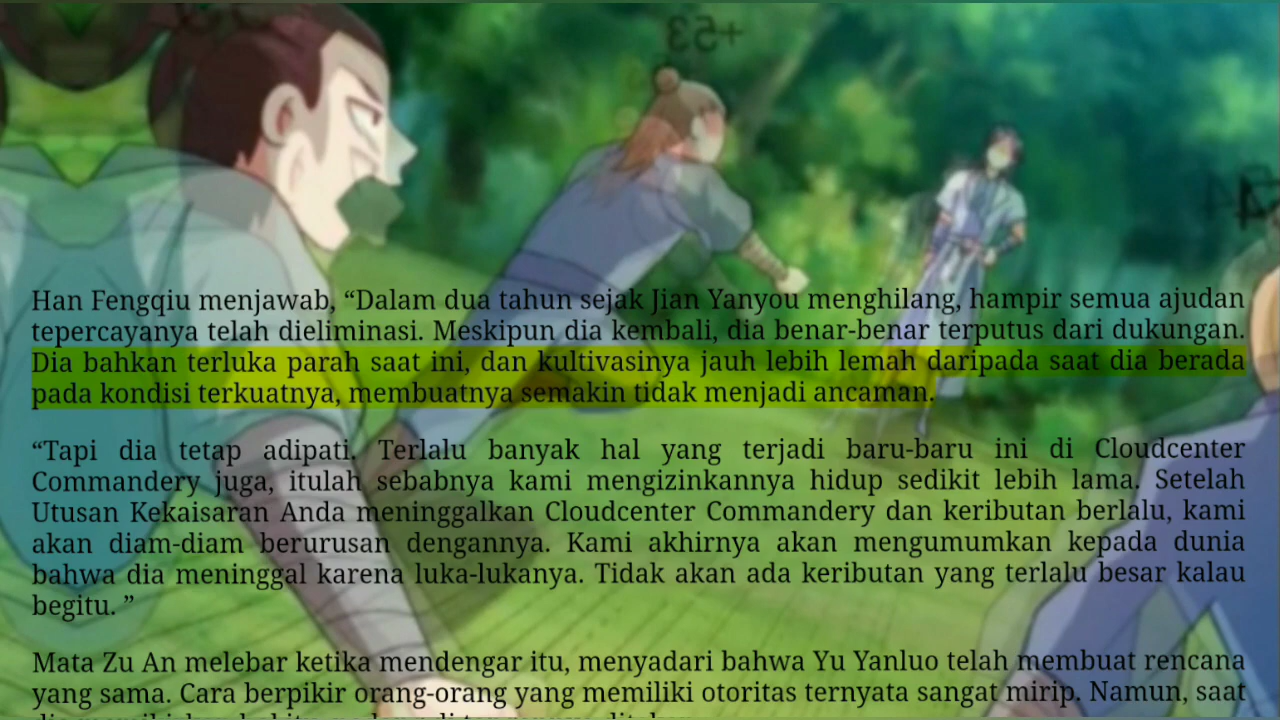 +53
Han Fengqiu menjawab, “Dalam dua tahun sejak Jian Yanyou menghilang, hampir semua ajudan
tepercayanya telah dieliminasi. Meskipun dia kembali, dia benar-benar terputus dari dukungan.
Dia bahkan terluka parah saat ini, dan kultivasinya jauh lebih lemah daripada saat dia berada
pada kondisi terkuatnya, membuatnya semakin tidak menjadi ancaman.
“Tapi dia tetap adipati. Terlalu banyak hal yang terjadi baru-baru ini di Cloudcenter
Commandery juga, itulah sebabnya kami mengizinkannya hidup sedikit lebih lama. Setelah
Utusan Kekaisaran Anda meninggalkan Cloudcenter Commandery dan keributan berlalu, kami
akan diam-diam berurusan dengannya. Kami akhirnya akan mengumumkan kepada dunia
bahwa dia meninggal karena luka-lukanya. Tidak akan ada keributan yang terlalu besar kalau
begitu. ”
Mata Zu An melebar ketika mendengar itu, menyadari bahwa Yu Yanluo telah membuat rencana
yang sama. Cara berpikir orang-orang yang memiliki otoritas ternyata sangat mirip. Namun, saat